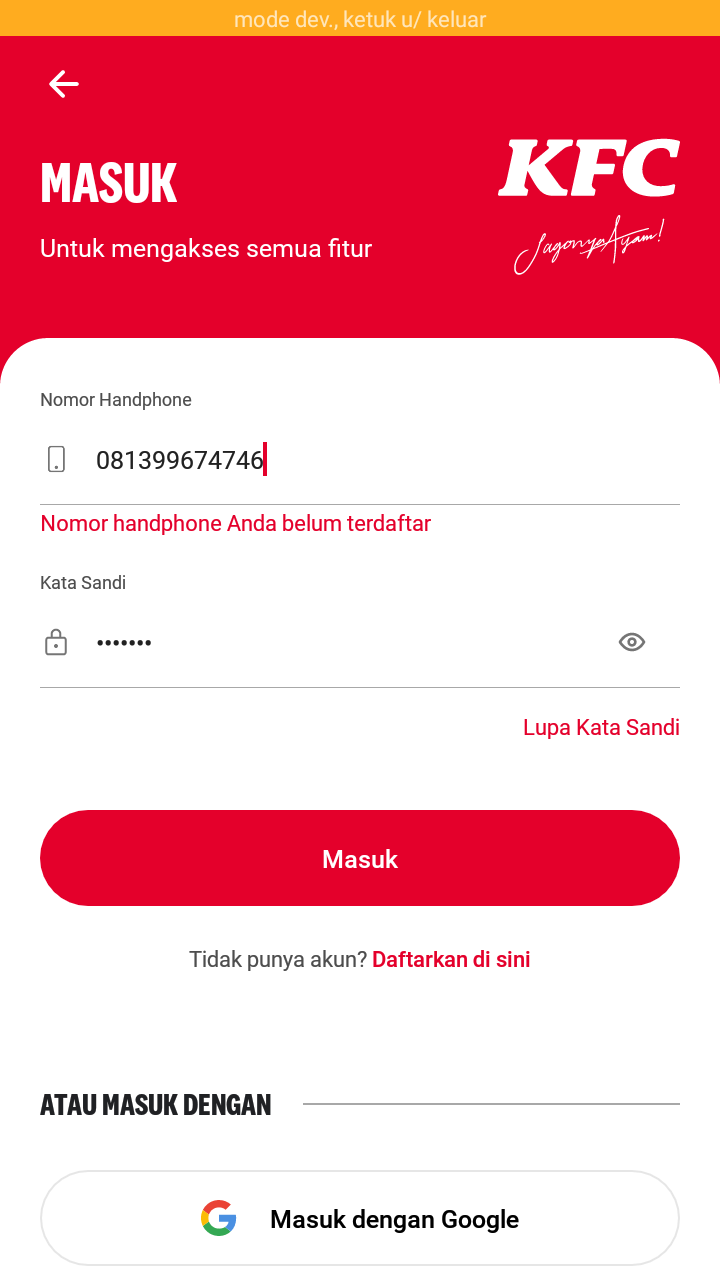 mode dev., ketuk u/ keluar
MASUK
Untuk mengakses semua fitur
KFC
Jagonya Ayam!
Nomor Handphone
081399674746
Nomor handphone Anda belum terdaftar
Kata Sandi
•••••••
Lupa Kata Sandi
Masuk
Tidak punya akun? Daftarkan di sini
ATAU MASUK DENGAN
Masuk dengan Google